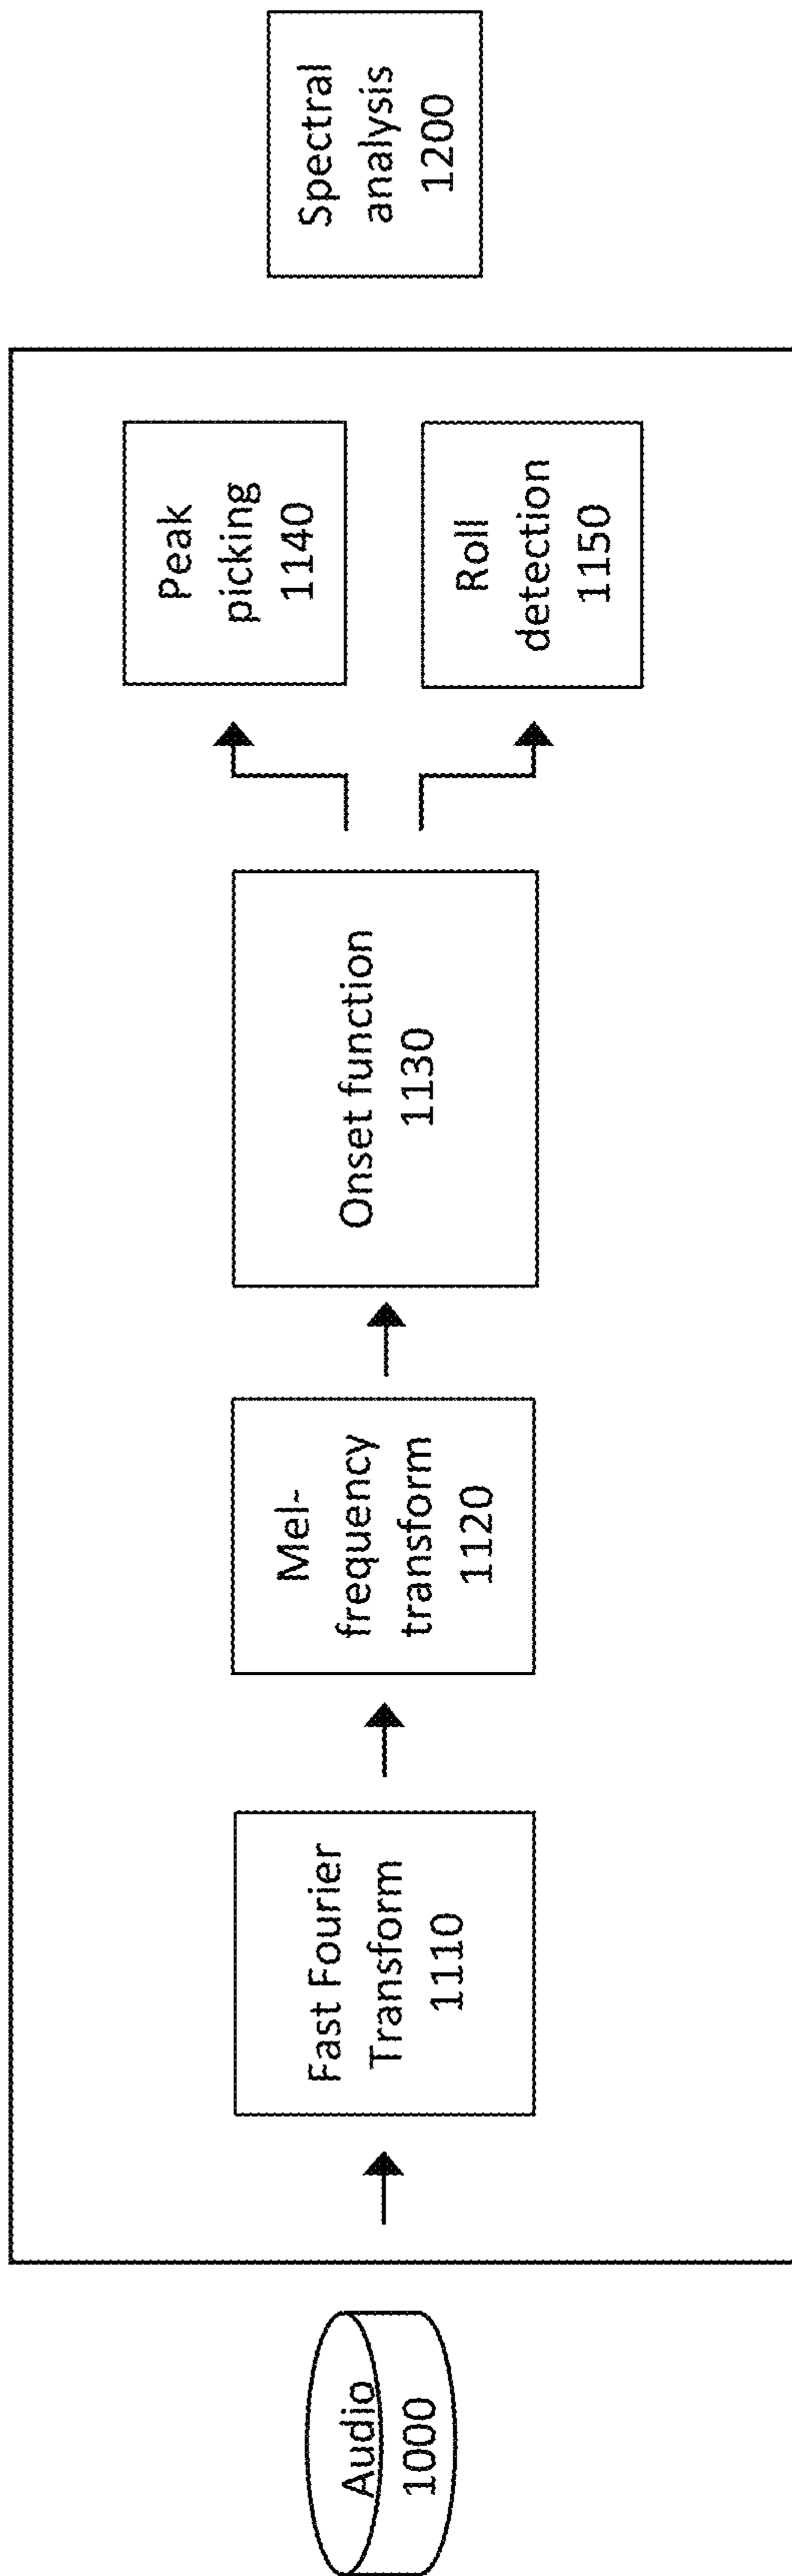 Audio
1000
Fast Fourier
Transform
1110
Mel-
frequency
transform
1120
Onset function
1130
Peak
picking
1140
Roll
detection
1150
Spectral
analysis
1200